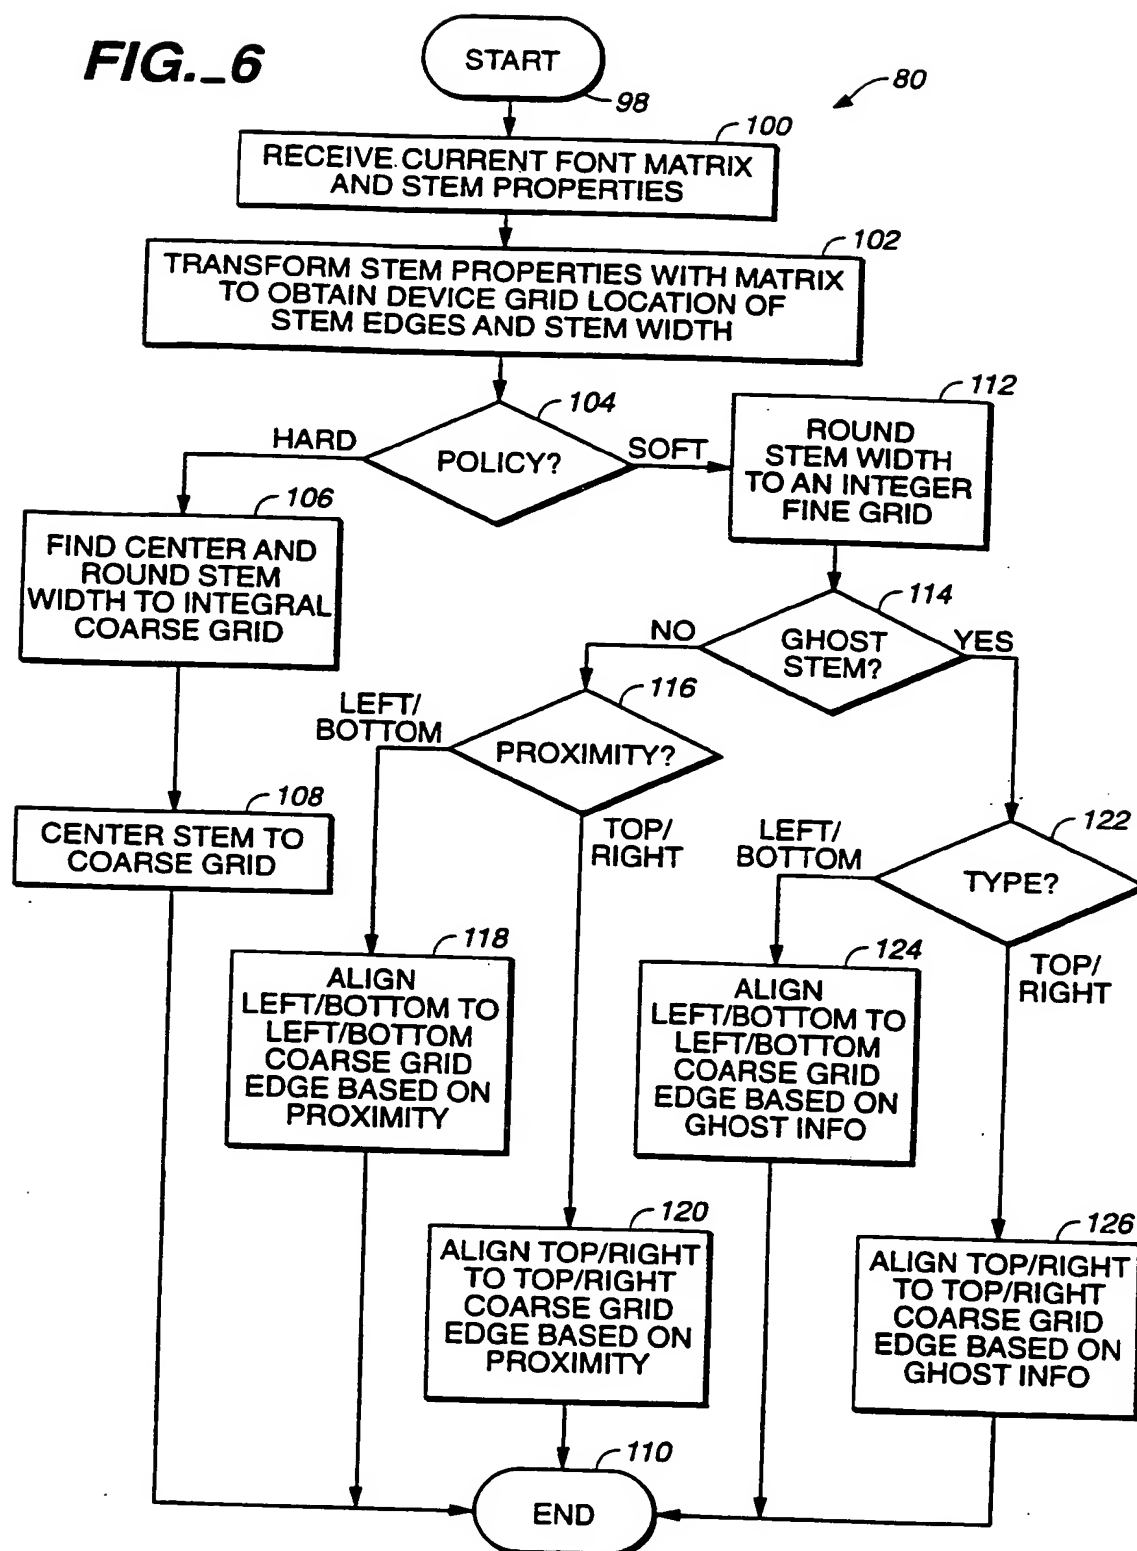 FIG._6
START
98
80
100
RECEIVE CURRENT FONT MATRIX
AND STEM PROPERTIES
102
TRANSFORM STEM PROPERTIES WITH MATRIX
TO OBTAIN DEVICE GRID LOCATION OF
STEM EDGES AND STEM WIDTH
104
POLICY?
HARD
SOFT
112
ROUND
STEM WIDTH
TO AN INTEGER
FINE GRID
106
FIND CENTER AND
ROUND STEM
WIDTH TO INTEGRAL
COARSE GRID
114
GHOST
STEM?
NO
YES
116
PROXIMITY?
LEFT/
BOTTOM
TOP/
RIGHT
108
CENTER STEM TO
COARSE GRID
122
TYPE?
LEFT/
BOTTOM
TOP/
RIGHT
118
ALIGN
LEFT/BOTTOM TO
LEFT/BOTTOM
COARSE GRID
EDGE BASED ON
PROXIMITY
124
ALIGN
LEFT/BOTTOM TO
LEFT/BOTTOM
COARSE GRID
EDGE BASED ON
GHOST INFO
120
ALIGN TOP/RIGHT
TO TOP/RIGHT
COARSE GRID
EDGE BASED ON
PROXIMITY
126
ALIGN TOP/RIGHT
TO TOP/RIGHT
COARSE GRID
EDGE BASED ON
GHOST INFO
110
END